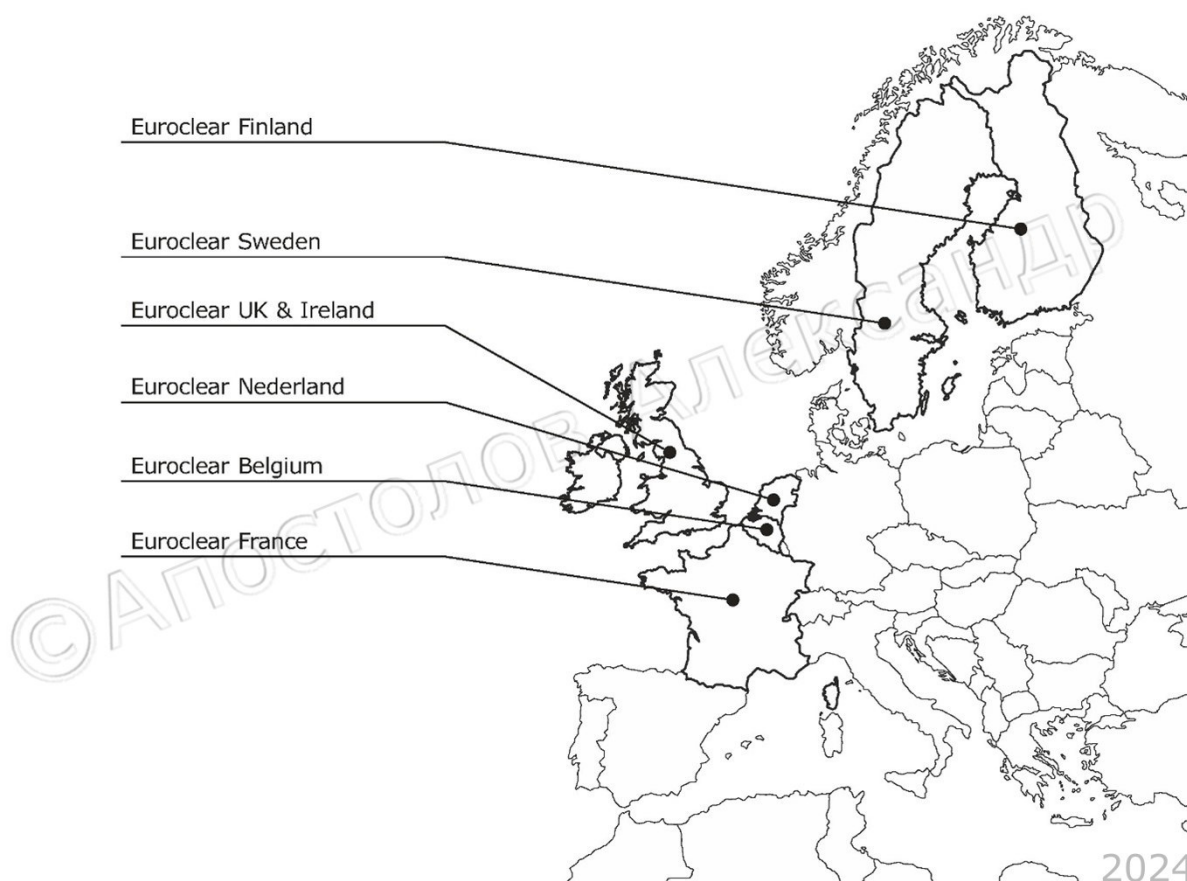 Euroclear Finland
Euroclear Sweden
Euroclear UK & Ireland
Euroclear Nederland
Euroclear Belgium
Euroclear France
©Апостолов Александр
2024